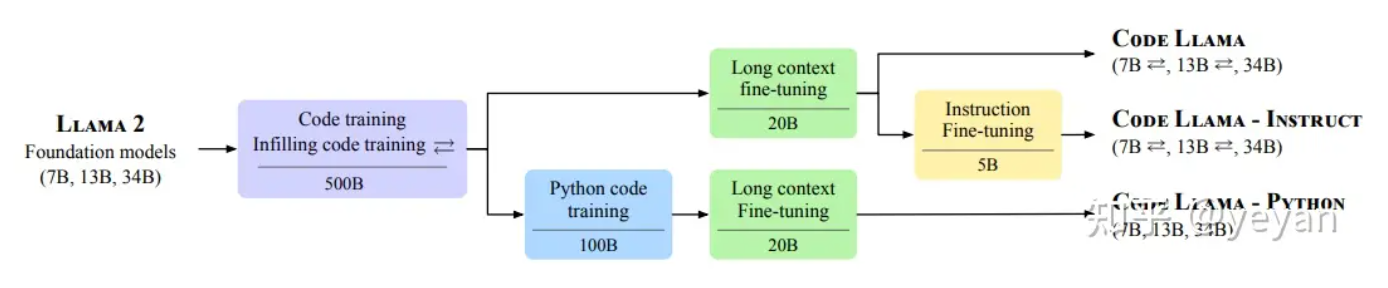 LLAMA 2
Foundation models
(7B, 13B, 34B)
Code training
Infilling code training ⇄
500B
Python code
training
100B
Long context
fine-tuning
20B
Long context
Fine-tuning
20B
Instruction
Fine-tuning
5B
CODE LLAMA
(7B ⇄, 13B ⇄, 34B)
CODE LLAMA - INSTRUCT
(7B ⇄, 13B ⇄, 34B)
CODE LLAMA - PYTHON
(7B, 13B, 34B)
知乎 @yeyan